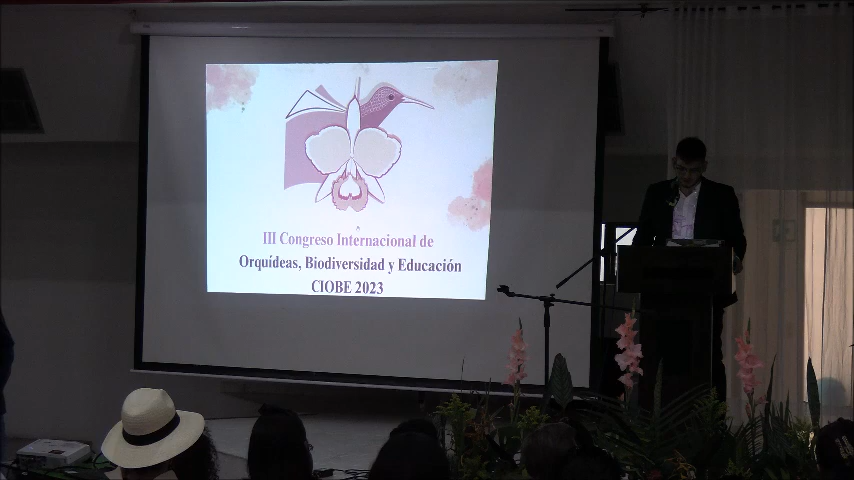 III Congreso Internacional de
Orquídeas, Biodiversidad y Educación
CIOBE 2023